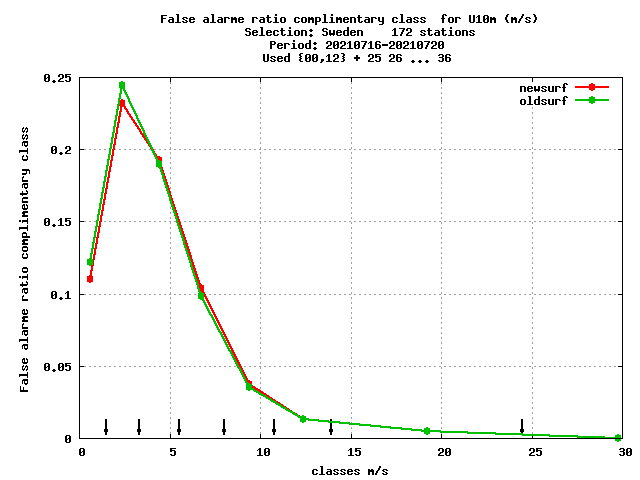 False alarme ratio complimentary class  for U10m (m/s)
Selection: Sweden    172 stations
Period: 20210716-20210720
Used {00,12} + 25 26 ... 36
newsurf
oldsurf
False alarme ratio complimentary class
0.25
0.2
0.15
0.1
0.05
0
0 5 10 15 20 25 30
classes m/s